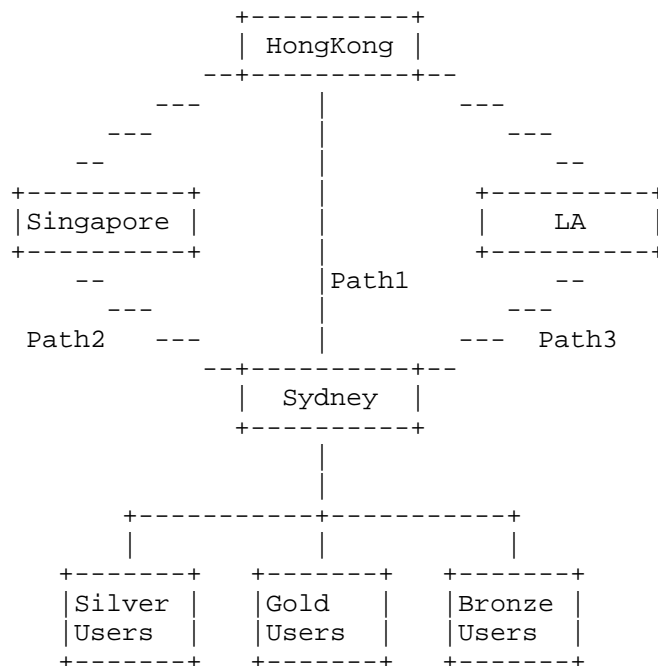 HongKong
Singapore
LA
Path1
Path2
Path3
Sydney
Silver Gold Bronze
Users Users Users